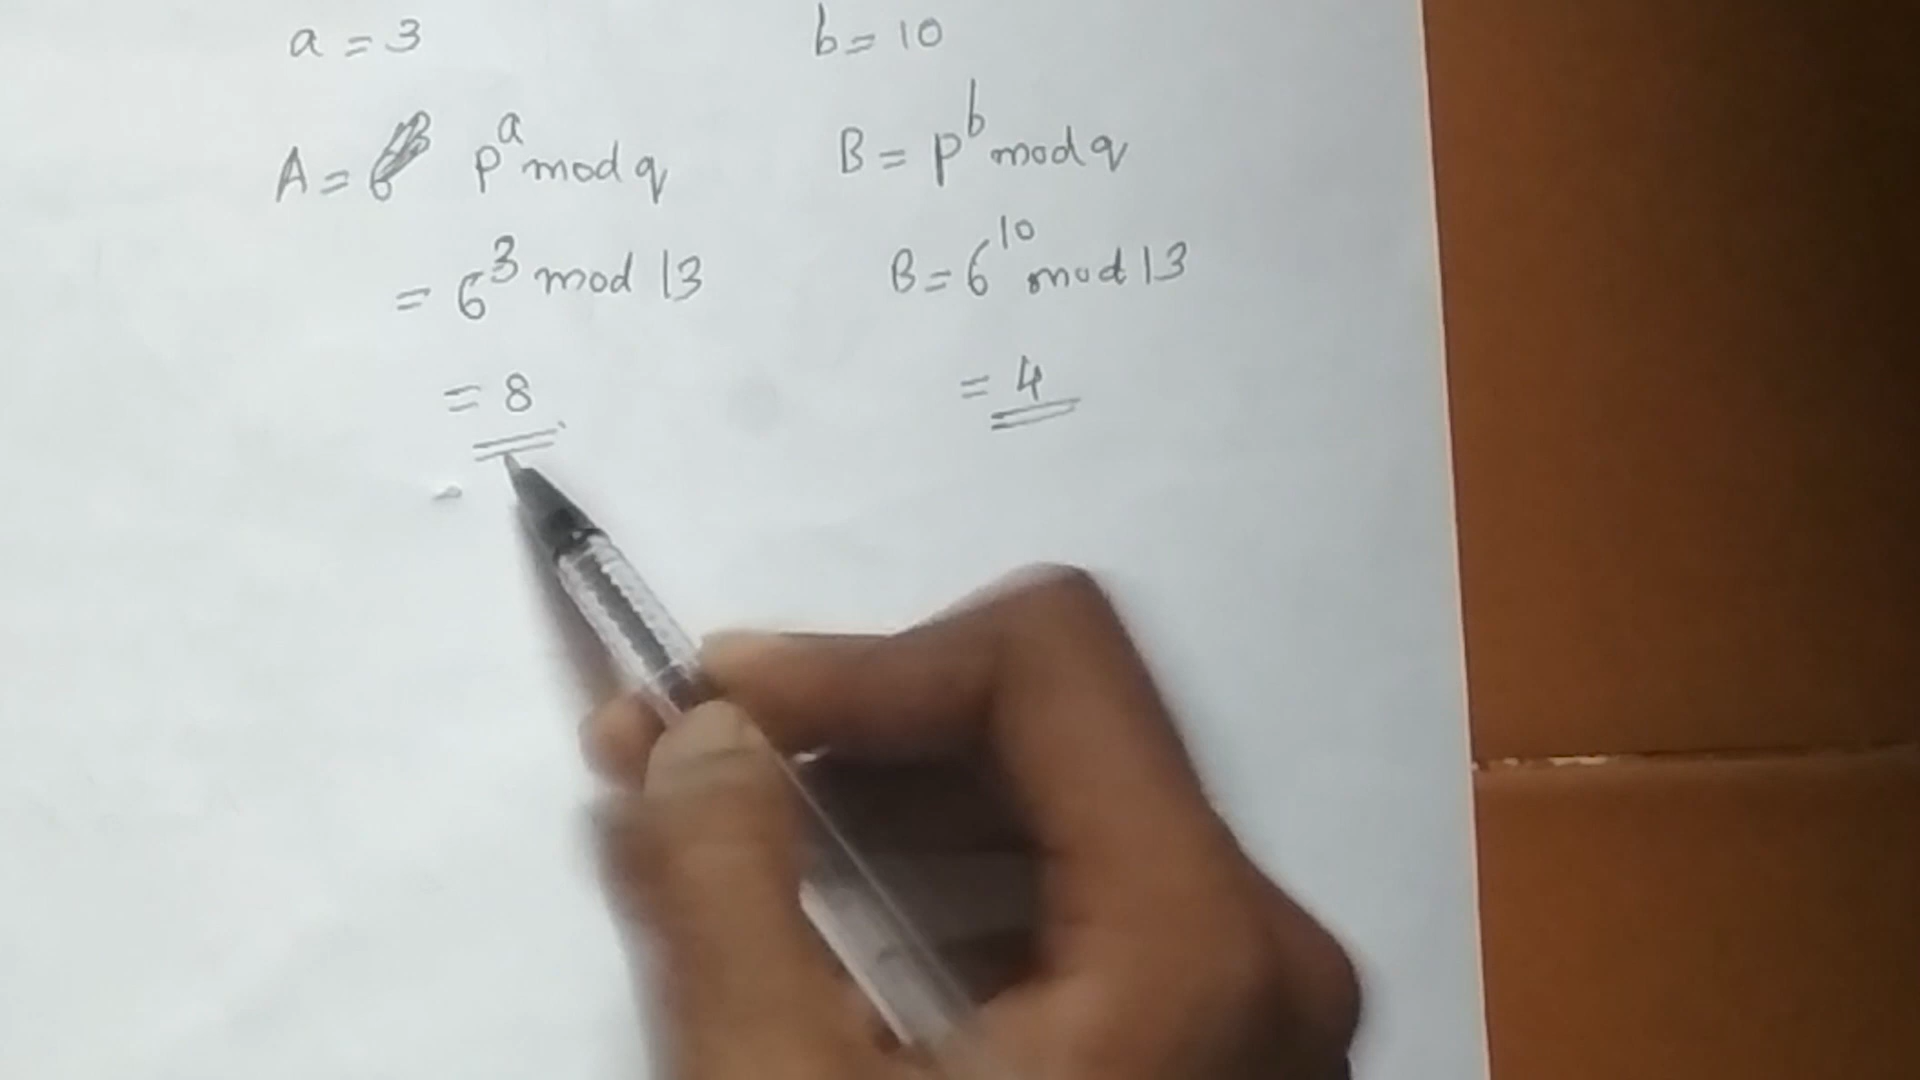 a = 3
b = 10
A = p^a mod q
B = p^b mod q
= 6^3 mod 13
B = 6^10 mod 13
= 8
= 4